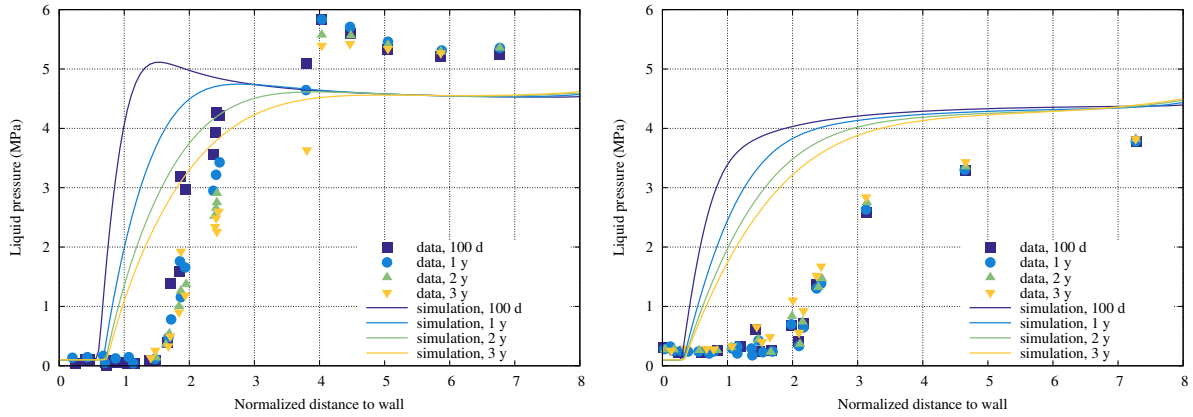 6
5
4
3
2
1
0
Liquid pressure (MPa)
0 1 2 3 4 5 6 7 8
Normalized distance to wall
data, 100 d
data, 1 y
data, 2 y
data, 3 y
simulation, 100 d
simulation, 1 y
simulation, 2 y
simulation, 3 y
6
5
4
3
2
1
0
Liquid pressure (MPa)
0 1 2 3 4 5 6 7 8
Normalized distance to wall
data, 100 d
data, 1 y
data, 2 y
data, 3 y
simulation, 100 d
simulation, 1 y
simulation, 2 y
simulation, 3 y